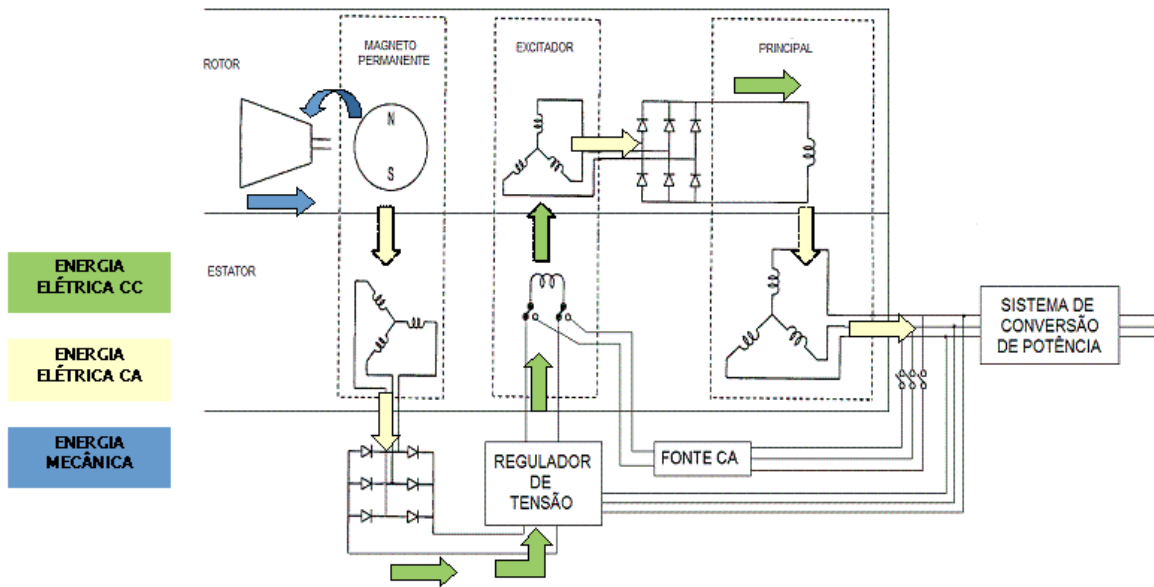 MAGNETO
PERMANENTE
EXCITADOR
PRINCIPAL
ROTOR
N
S
ESTATOR
ENERGIA
ELÉTRICA CC
ENERGIA
ELÉTRICA CA
ENERGIA
MECÂNICA
SISTEMA DE
CONVERSÃO
DE POTÊNCIA
REGULADOR
DE
TENSÃO
FONTE CA